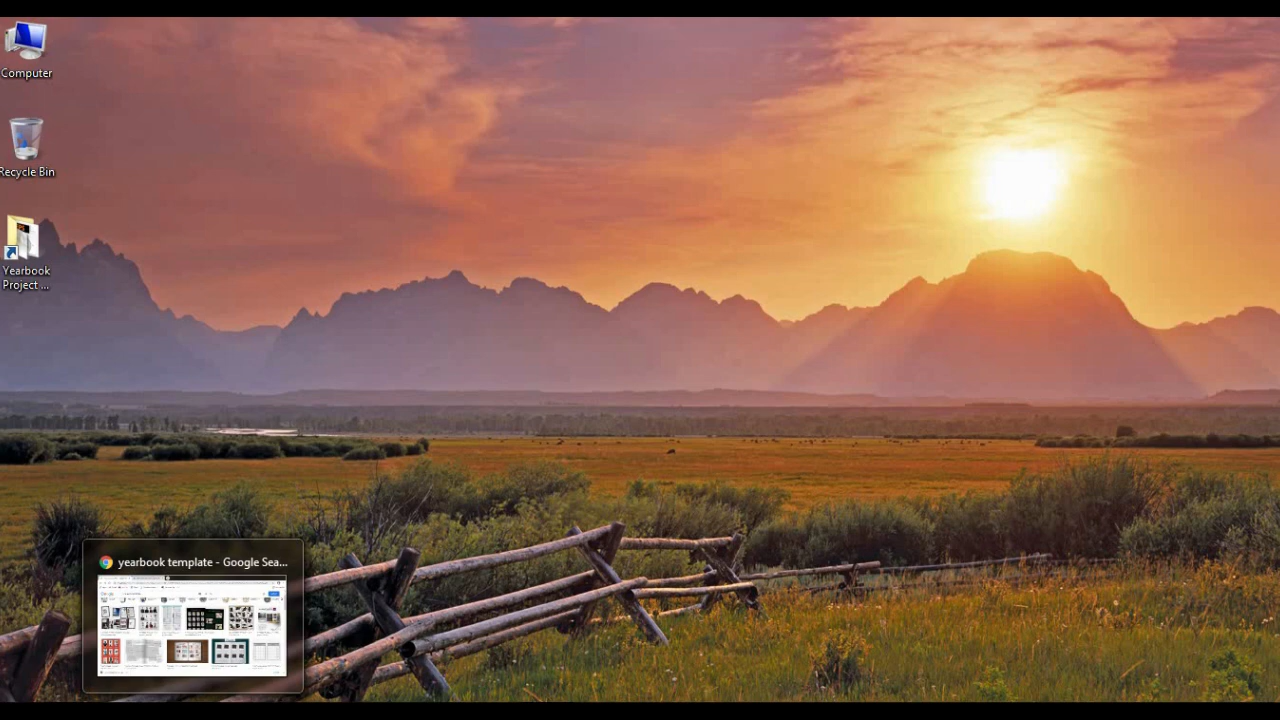 Computer
Recycle Bin
Yearbook
Project ...
yearbook template - Google Sea...